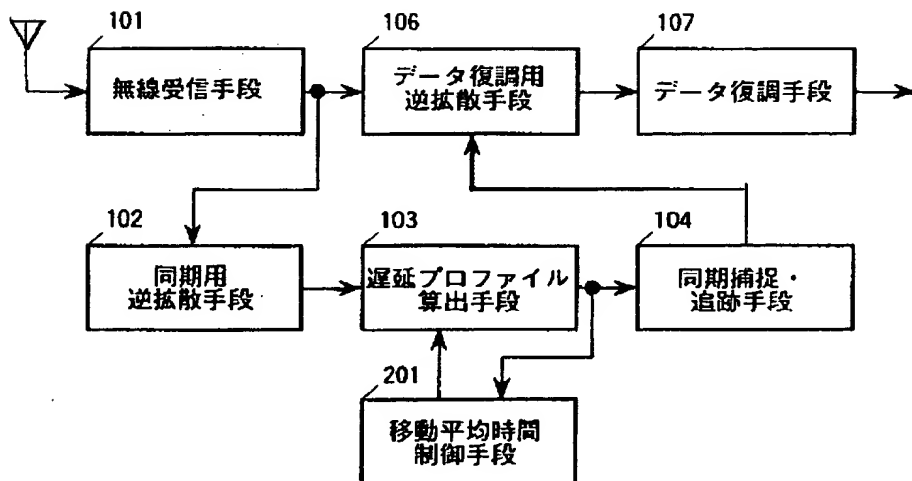 101
無線受信手段
106
データ復調用
逆拡散手段
107
データ復調手段
102
同期用
逆拡散手段
103
遅延プロファイル
算出手段
104
同期捕捉・
追跡手段
201
移動平均時間
制御手段